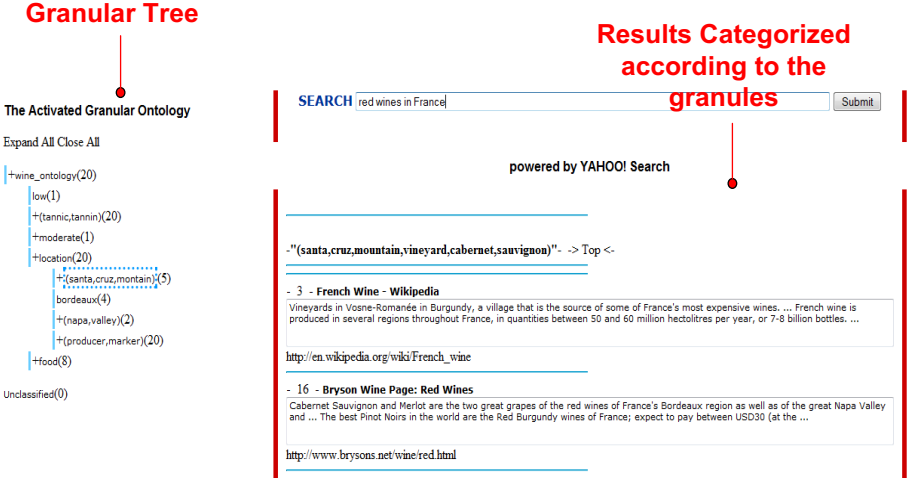 Granular Tree
Results Categorized
according to the
granules
The Activated Granular Ontology
Expand All Close All
+wine_ontology(20)
low(1)
+(tannic,tannin)(20)
+moderate(1)
+location(20)
+(santa,cruz,montain)(5)
bordeaux(4)
+(napa,valley)(2)
+(producer,marker)(20)
+food(8)
Unclassified(0)
SEARCH red wines in France Submit
powered by YAHOO! Search
-"(santa,cruz,mountain,vineyard,cabernet,sauvignon)"- -> Top <-
- 3 - French Wine - Wikipedia
Vineyards in Vosne-Romanée in Burgundy, a village that is the source of some of France's most expensive wines. ... French wine is
produced in several regions throughout France, in quantities between 50 and 60 million hectolitres per year, or 7-8 billion bottles. ...
http://en.wikipedia.org/wiki/French_wine
- 16 - Bryson Wine Page: Red Wines
Cabernet Sauvignon and Merlot are the two great grapes of the red wines of France's Bordeaux region as well as of the great Napa Valley
and ... The best Pinot Noirs in the world are the Red Burgundy wines of France; expect to pay between USD30 (at the ...
http://www.brysons.net/wine/red.html